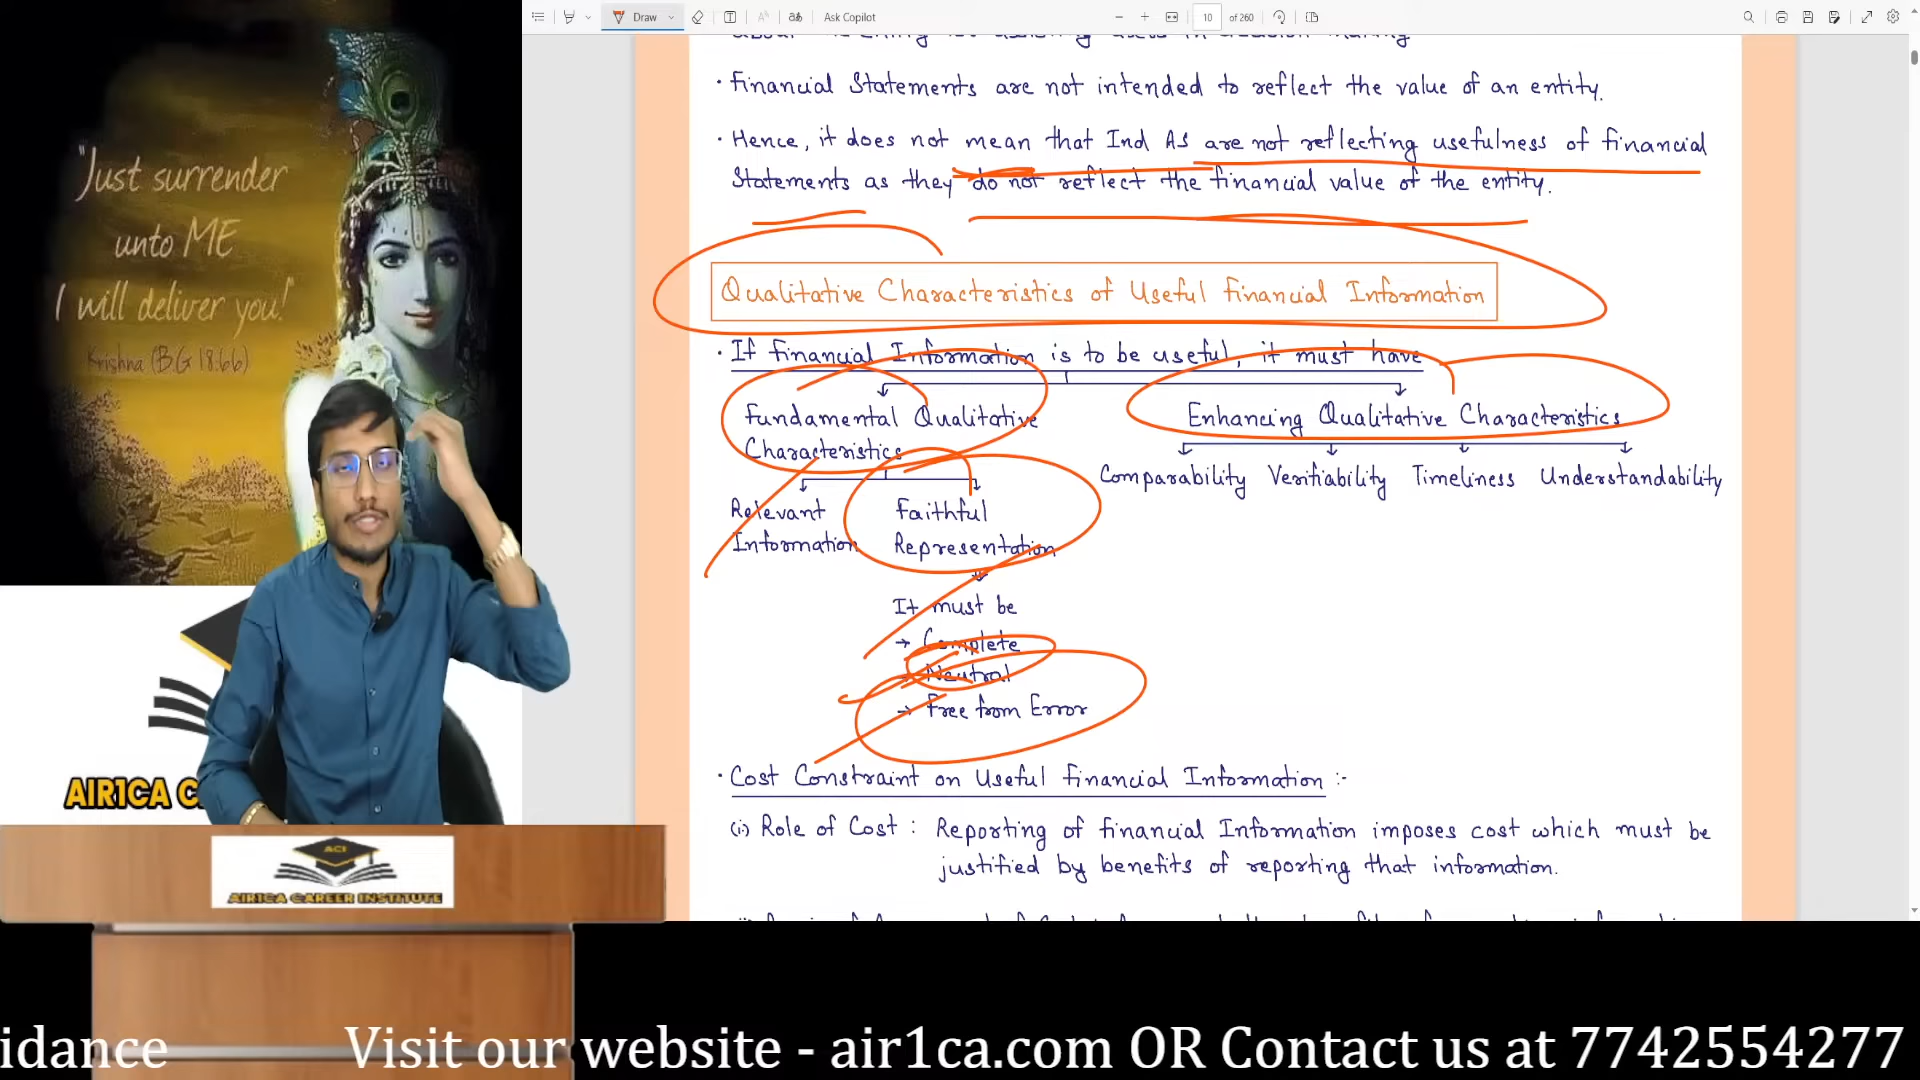 Draw
Ask Copilot
10 of 260
• Financial Statements are not intended to reflect the value of an entity.
• Hence, it does not mean that Ind AS are not reflecting usefulness of financial
Statements as they do not reflect the financial value of the entity.
Qualitative Characteristics of Useful Financial Information
• If Financial Information is to be useful, it must have
Fundamental Qualitative
Characteristics
Enhancing Qualitative Characteristics
Comparability Verifiability Timeliness Understandability
Relevant
Information
Faithful
Representation
It must be
→ Complete
→ Neutral
→ Free from Error
• Cost Constraint on Useful Financial Information :-
(i) Role of Cost : Reporting of financial Information imposes cost which must be
justified by benefits of reporting that information.
"Just surrender
unto ME
I will deliver you!"
Krishna (B.G 18.66)
AIR1CA C
ACI
AIR1CA CAREER INSTITUTE
idance Visit our website - air1ca.com OR Contact us at 7742554277